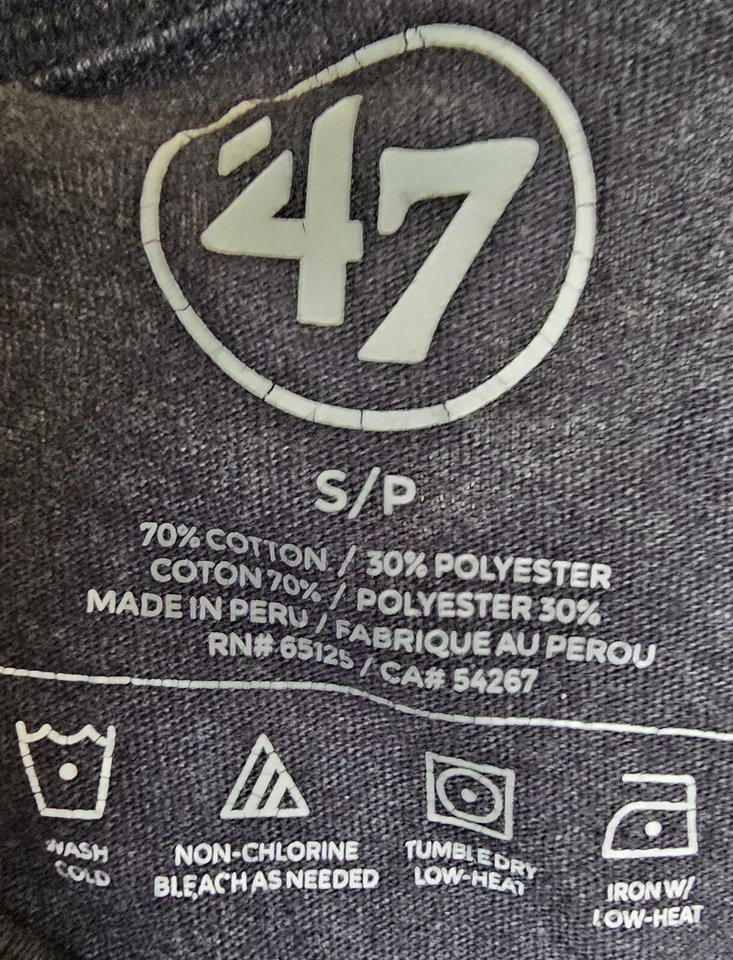 '47
S/P
70% COTTON / 30% POLYESTER
COTON 70% / POLYESTER 30%
MADE IN PERU / FABRIQUE AU PEROU
RN# 65125 / CA# 54267
WASH
COLD
NON-CHLORINE
BLEACH AS NEEDED
TUMBLE DRY
LOW-HEAT
IRON W/
LOW-HEAT